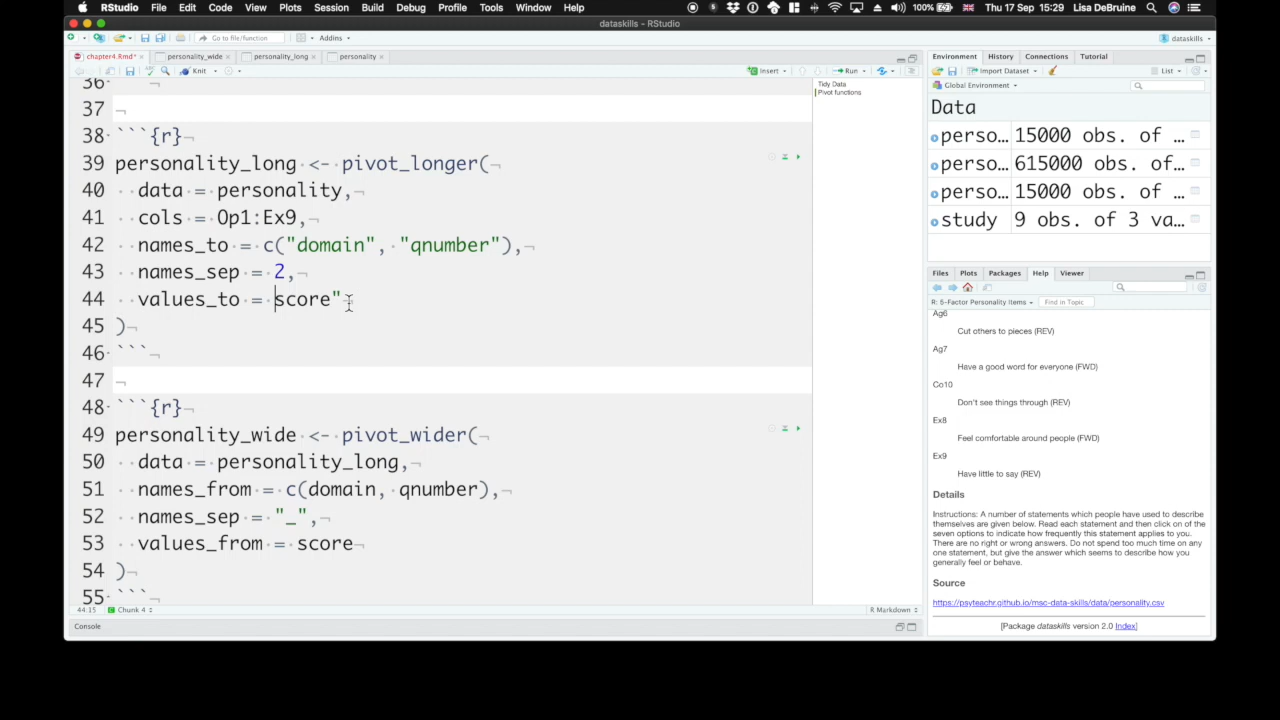 RStudio File Edit Code View Plots Session Build Debug Profile Tools Window Help 100% Thu 17 Sep 15:29 Lisa DeBruine
dataskills - RStudio
Go to file/function Addins dataskills
chapter4.Rmd* personality_wide personality_long personality
Knit Insert Run
36
37 ¬
38 ```{r}¬
39 personality_long <- pivot_longer(¬
40 data = personality,¬
41 cols = Op1:Ex9,¬
42 names_to = c("domain", "qnumber"),¬
43 names_sep = 2,¬
44 values_to = score"¬
45 )¬
46 ```¬
47 ¬
48 ```{r}¬
49 personality_wide <- pivot_wider(¬
50 data = personality_long,¬
51 names_from = c(domain, qnumber),¬
52 names_sep = "_",¬
53 values_from = score¬
54 )¬
55 ```¬
44:15 Chunk 4 R Markdown
Console
Tidy Data
Pivot functions
Environment History Connections Tutorial
Import Dataset List
Global Environment
Data
perso… 15000 obs. of …
perso… 615000 obs. of…
perso… 15000 obs. of …
study 9 obs. of 3 va…
Files Plots Packages Help Viewer
R: 5-Factor Personality Items Find in Topic
Ag6
Cut others to pieces (REV)
Ag7
Have a good word for everyone (FWD)
Co10
Don't see things through (REV)
Ex8
Feel comfortable around people (FWD)
Ex9
Have little to say (REV)
Details
Instructions: A number of statements which people have used to describe
themselves are given below. Read each statement and then click on of the
seven options to indicate how frequently this statement applies to you.
There are no right or wrong answers. Do not spend too much time on any
one statement, but give the answer which seems to describe how you
generally feel or behave.
Source
https://psyteachr.github.io/msc-data-skills/data/personality.csv
[Package dataskills version 2.0 Index]